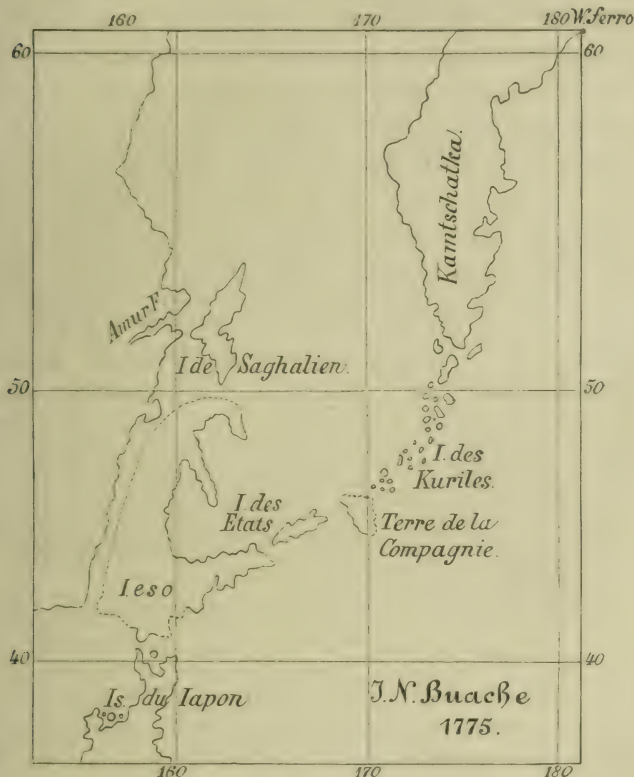 160 170 180 W. ferro
60 60
Kamtschatka.
Amur F.
I de Saghalien.
50 50
I. des
Kuriles.
I. des
Etats
Terre de la
Compagnie.
Ieso
40 40
Is. du Iapon
J. N. Buache
1775.
160 170 180